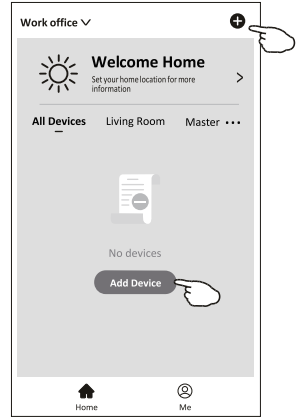 Work office
Welcome Home
Set your home location for more
information
All Devices Living Room Master
No devices
Add Device
Home Me